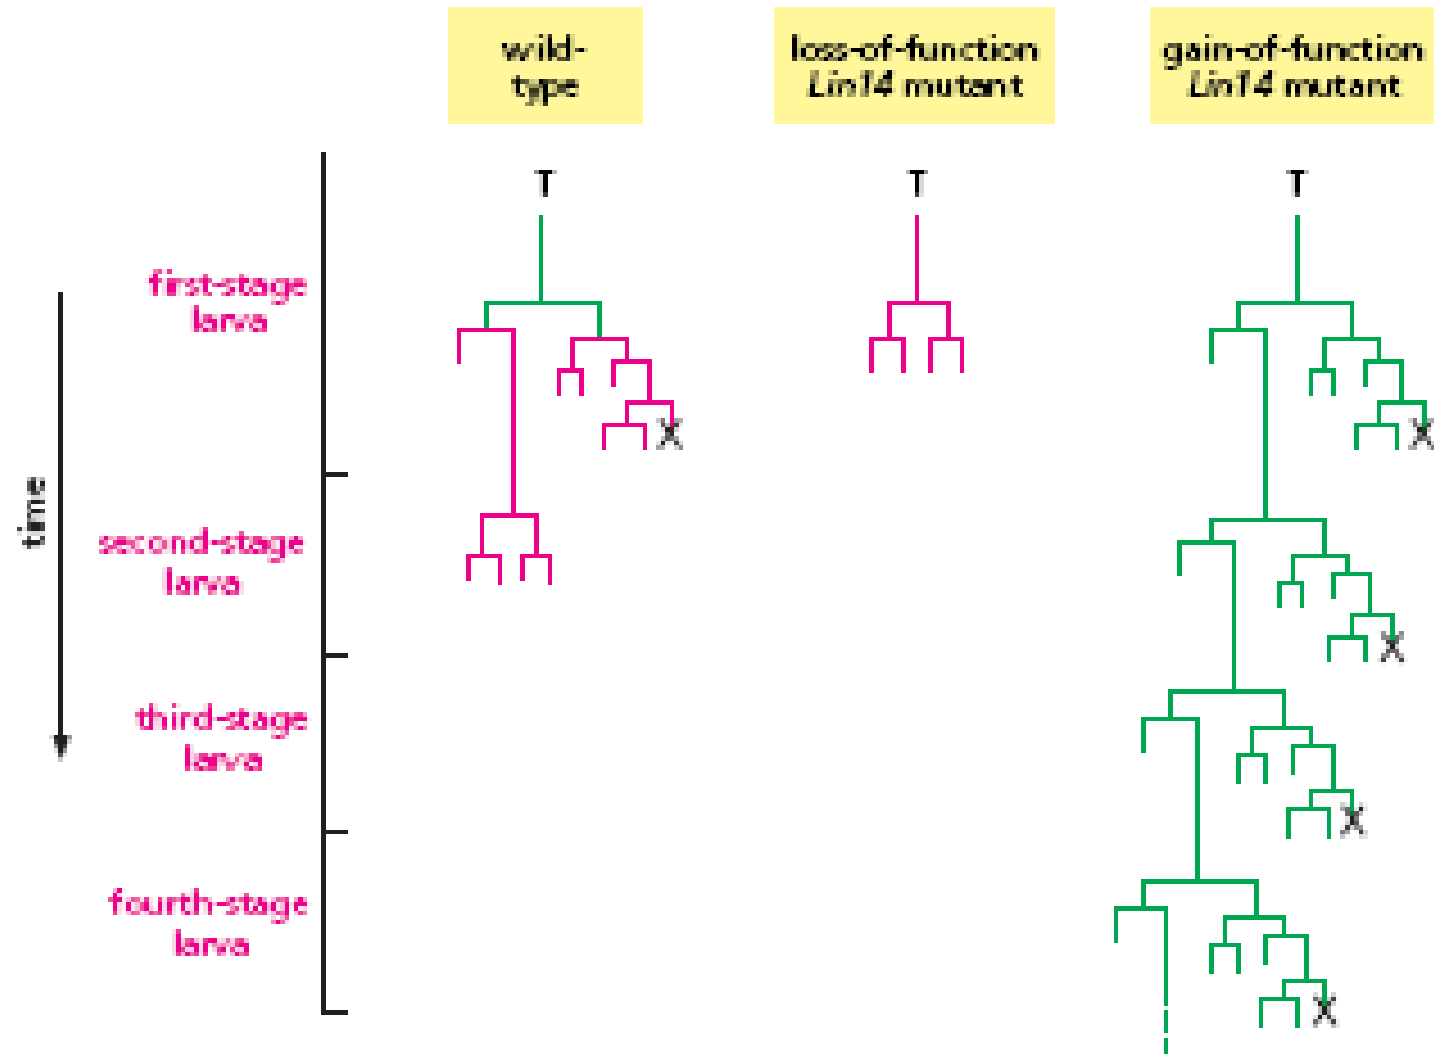 wild-
type
loss-of-function
Lin14 mutant
gain-of-function
Lin14 mutant
T
T
T
first-stage
larva
X
X
time
second-stage
larva
X
third-stage
larva
X
fourth-stage
larva
X